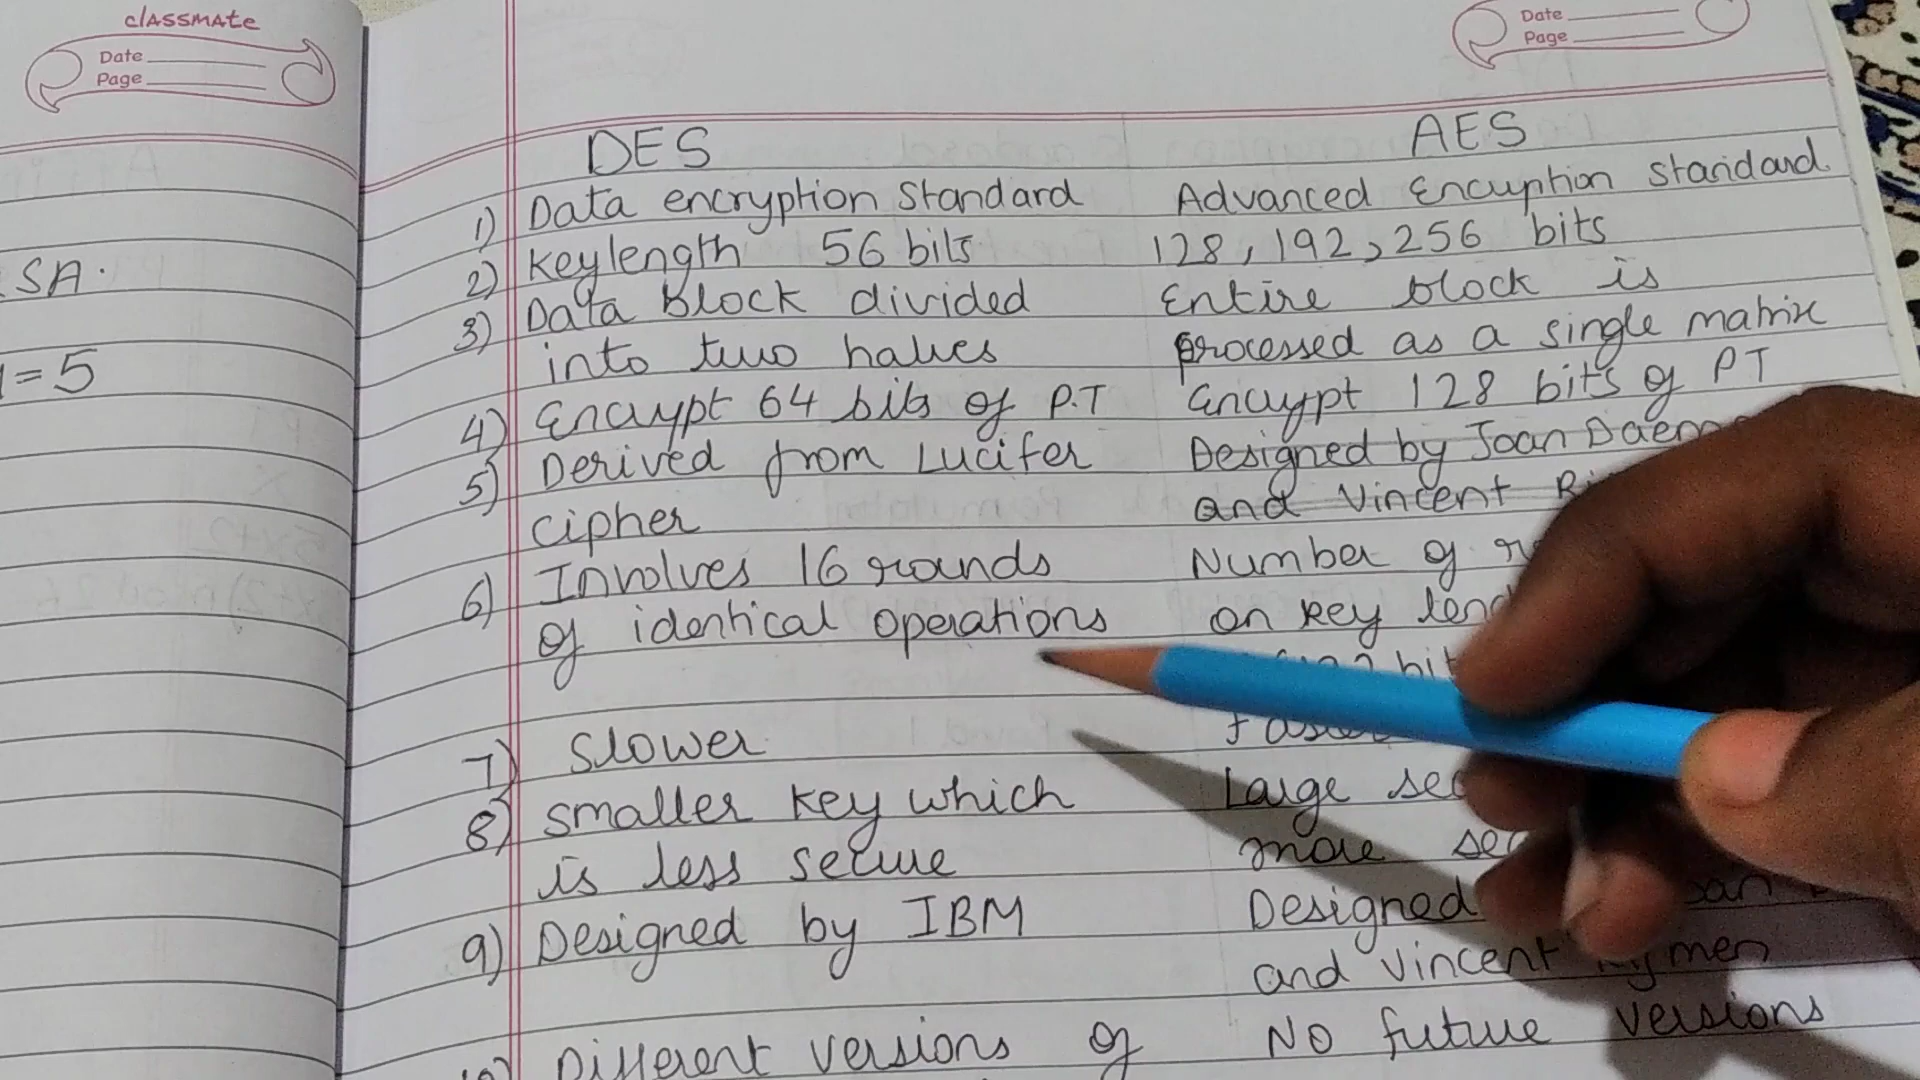 classmate
Date
Page
Date
Page
SA.
= 5
DES AES
1) Data encryption Standard Advanced Encryption standard.
2) Key length 56 bits 128, 192, 256 bits
3) Data Block divided Entire block is
into two halves processed as a single matrix
4) Encrypt 64 bits of P.T Encrypt 128 bits of PT
5) Derived from Lucifer Designed by Joan
cipher and Vincent
6) Involves 16 rounds Number of
of identical operations on key
7) Slower
8) smaller key which Large
is less secure more
9) Designed by IBM Designed
and Vincent
Different versions of No future versions